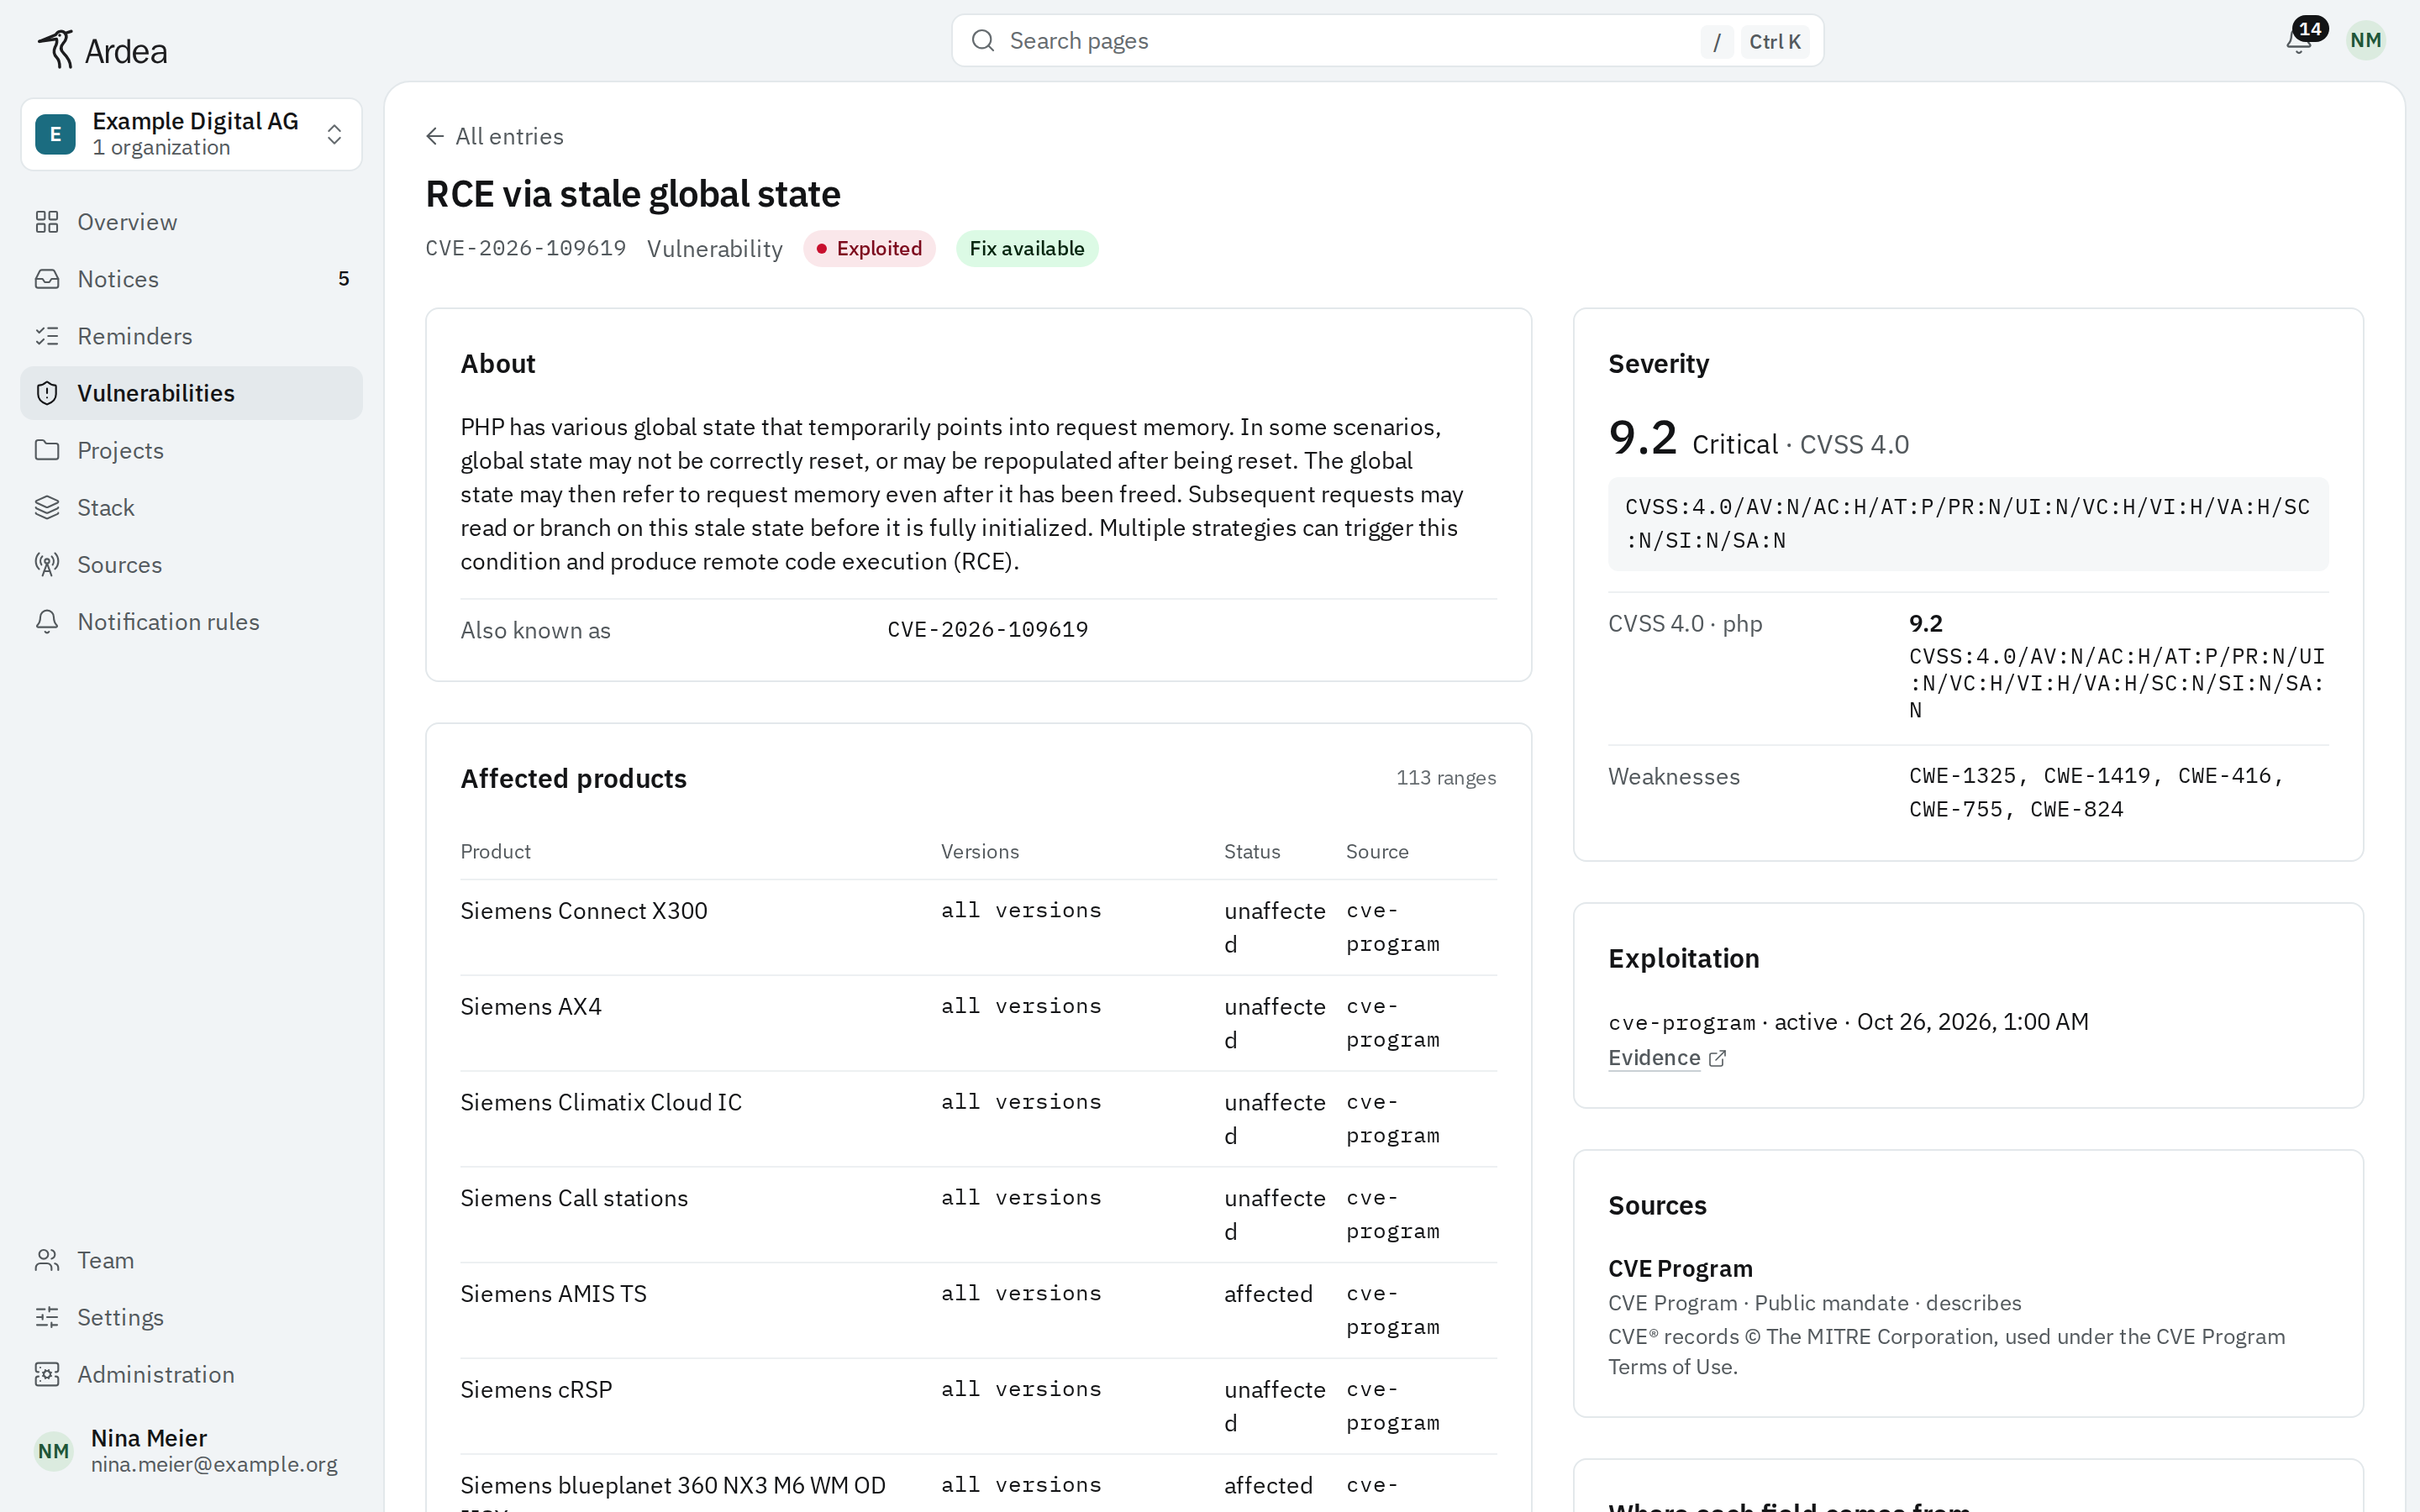 Ardea
Search pages
/
Ctrl K
14
NM
E
Example Digital AG
1 organization
Overview
Notices
5
Reminders
Vulnerabilities
Projects
Stack
Sources
Notification rules
Team
Settings
Administration
NM
Nina Meier
nina.meier@example.org
All entries
RCE via stale global state
CVE-2026-109619
Vulnerability
Exploited
Fix available
About
PHP has various global state that temporarily points into request memory. In some scenarios,
global state may not be correctly reset, or may be repopulated after being reset. The global
state may then refer to request memory even after it has been freed. Subsequent requests may
read or branch on this stale state before it is fully initialized. Multiple strategies can trigger this
condition and produce remote code execution (RCE).
Also known as
CVE-2026-109619
Affected products
113 ranges
Product
Versions
Status
Source
Siemens Connect X300
all versions
unaffecte
d
cve-
program
Siemens AX4
all versions
unaffecte
d
cve-
program
Siemens Climatix Cloud IC
all versions
unaffecte
d
cve-
program
Siemens Call stations
all versions
unaffecte
d
cve-
program
Siemens AMIS TS
all versions
affected
cve-
program
Siemens cRSP
all versions
unaffecte
d
cve-
program
Siemens blueplanet 360 NX3 M6 WM OD
all versions
affected
cve-
Severity
9.2 Critical · CVSS 4.0
CVSS:4.0/AV:N/AC:H/AT:P/PR:N/UI:N/VC:H/VI:H/VA:H/SC
:N/SI:N/SA:N
CVSS 4.0 · php
9.2
CVSS:4.0/AV:N/AC:H/AT:P/PR:N/UI
:N/VC:H/VI:H/VA:H/SC:N/SI:N/SA:
N
Weaknesses
CWE-1325, CWE-1419, CWE-416,
CWE-755, CWE-824
Exploitation
cve-program · active · Oct 26, 2026, 1:00 AM
Evidence
Sources
CVE Program
CVE Program · Public mandate · describes
CVE® records © The MITRE Corporation, used under the CVE Program
Terms of Use.
Where each field comes from